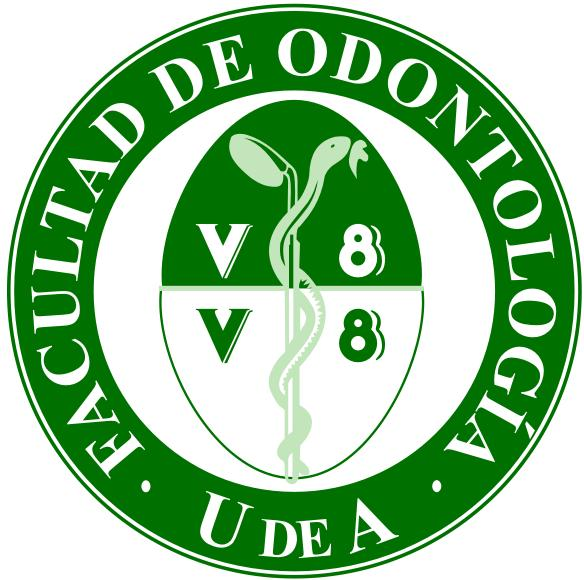 FACULTAD DE ODONTOLOGÍA
V 8
V 8
U DE A